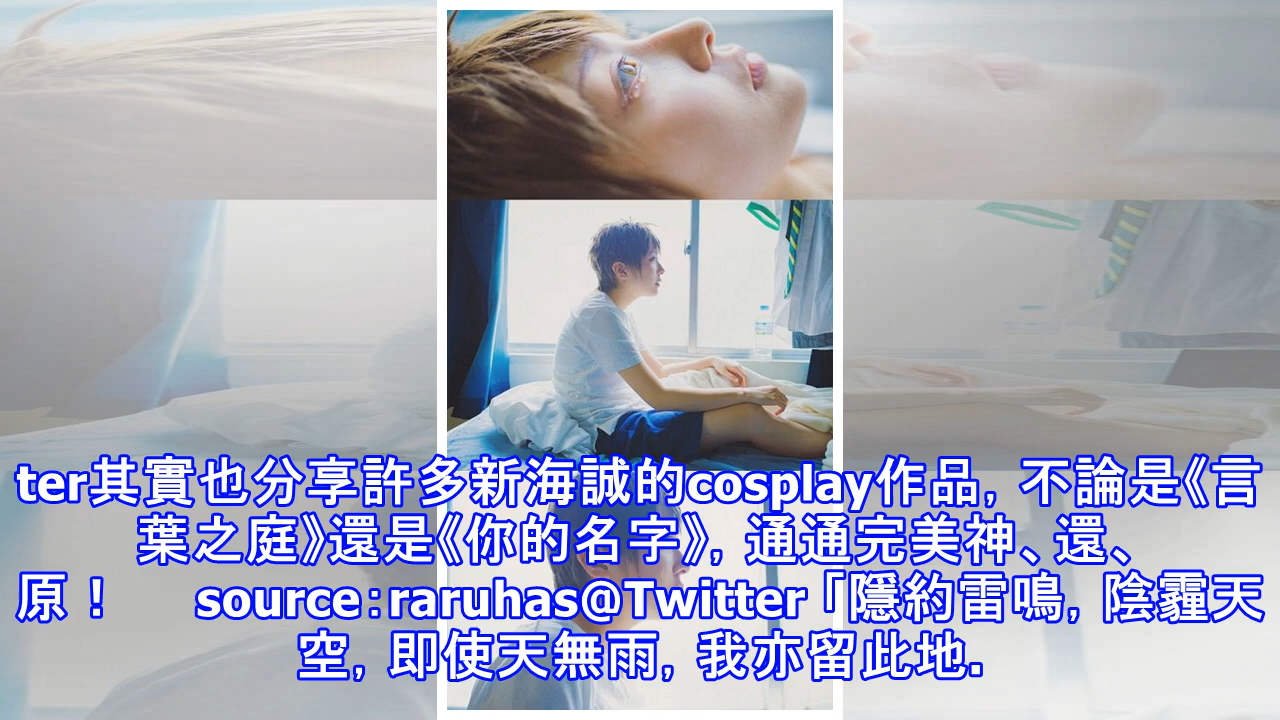 ter其實也分享許多新海誠的cosplay作品, 不論是《言
葉之庭》還是《你的名字》, 通通完美神、還、
原！ source：raruhas@Twitter「隱約雷鳴, 陰霾天
空, 即使天無雨, 我亦留此地.